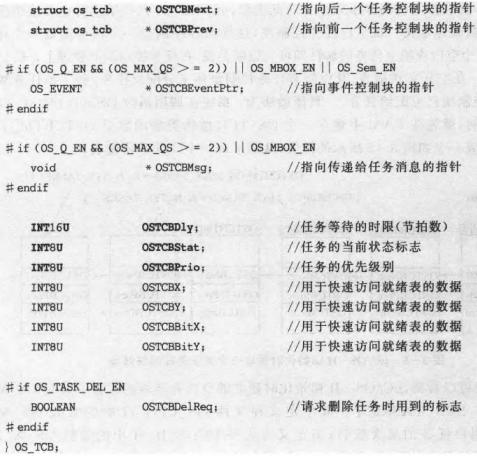 struct os_tcb * OSTCBNext; //指向后一个任务控制块的指针
struct os_tcb * OSTCBPrev; //指向前一个任务控制块的指针
# if (OS_Q_EN && (OS_MAX_QS >= 2)) || OS_MBOX_EN || OS_Sem_EN
OS_EVENT * OSTCBEventPtr; //指向事件控制块的指针
# endif
# if (OS_Q_EN && (OS_MAX_QS >= 2)) || OS_MBOX_EN
void * OSTCBMsg; //指向传递给任务消息的指针
# endif
INT16U OSTCBDly; //任务等待的时限(节拍数)
INT8U OSTCBStat; //任务的当前状态标志
INT8U OSTCBPrio; //任务的优先级别
INT8U OSTCBX; //用于快速访问就绪表的数据
INT8U OSTCBY; //用于快速访问就绪表的数据
INT8U OSTCBBitX; //用于快速访问就绪表的数据
INT8U OSTCBBitY; //用于快速访问就绪表的数据
# if OS_TASK_DEL_EN
BOOLEAN OSTCBDelReq; //请求删除任务时用到的标志
# endif
} OS_TCB;